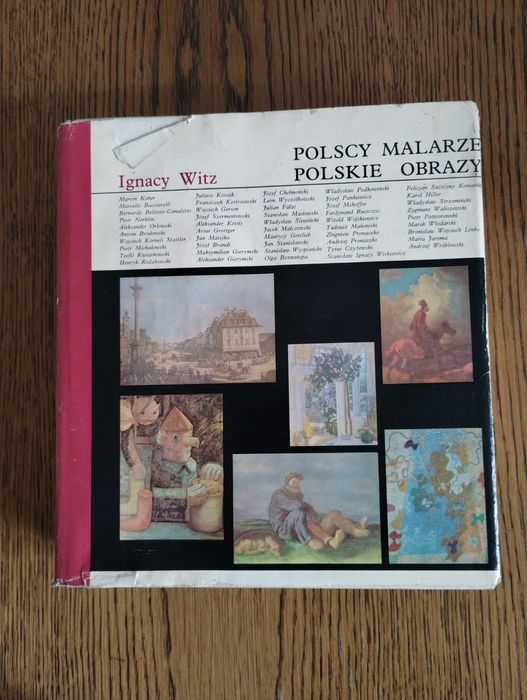 POLSCY MALARZE
Ignacy Witz
POLSKIE OBRAZY
Marcin Kober
Marcello Bacciarelli
Bernardo Bellotto-Canaletto
Piotr Norblin
Aleksander Orłowski
Antoni Brodowski
Wojciech Korneli Stattler
Piotr Michałowski
Teofil Kwiatkowski
Henryk Rodakowski
Juliusz Kossak
Franciszek Kostrzewski
Wojciech Gerson
Józef Szermentowski
Aleksander Kotsis
Artur Grottger
Jan Matejko
Józef Brandt
Maksymilian Gierymski
Aleksander Gierymski
Józef Chełmoński
Leon Wyczółkowski
Julian Fałat
Stanisław Masłowski
Władysław Ślewiński
Jacek Malczewski
Maurycy Gottlieb
Jan Stanisławski
Stanisław Wyspiański
Olga Boznańska
Władysław Podkowiński
Józef Pankiewicz
Józef Mehoffer
Ferdynand Ruszczyc
Witold Wojtkiewicz
Tadeusz Makowski
Zbigniew Pronaszko
Andrzej Pronaszko
Tytus Czyżewski
Stanisław Ignacy Witkiewicz
Felicjan Szczęsny Kowarski
Karol Hiller
Władysław Strzemiński
Zygmunt Waliszewski
Piotr Potworowski
Marek Włodarski
Bronisław Wojciech Linke
Maria Jarema
Andrzej Wróblewski